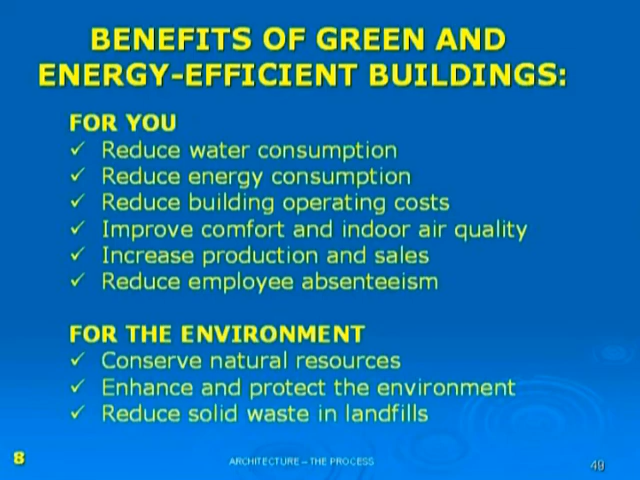 BENEFITS OF GREEN AND
ENERGY-EFFICIENT BUILDINGS:
FOR YOU
✓ Reduce water consumption
✓ Reduce energy consumption
✓ Reduce building operating costs
✓ Improve comfort and indoor air quality
✓ Increase production and sales
✓ Reduce employee absenteeism
FOR THE ENVIRONMENT
✓ Conserve natural resources
✓ Enhance and protect the environment
✓ Reduce solid waste in landfills
8
ARCHITECTURE – THE PROCESS
49